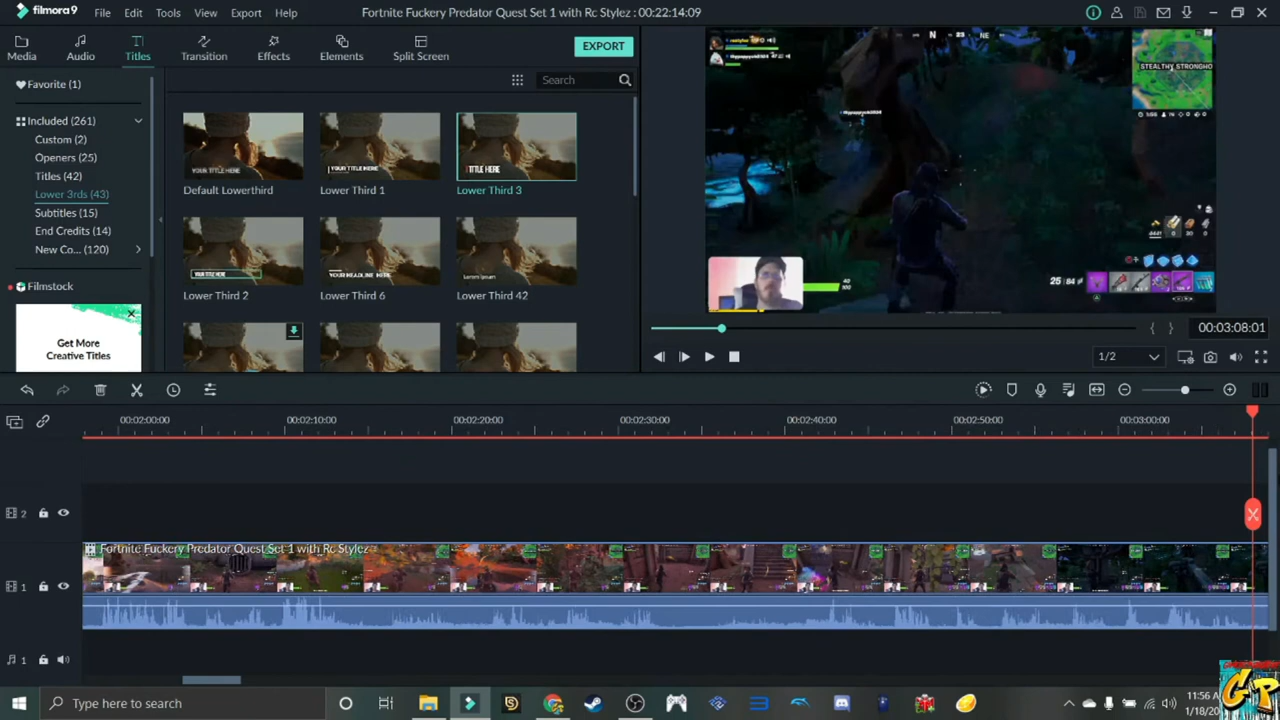 filmora9
File Edit Tools View Export Help
Fortnite Fuckery Predator Quest Set 1 with Rc Stylez : 00:22:14:09
Audio Titles Transition Effects Elements Split Screen
EXPORT
Favorite (1)
Included (261)
Custom (2)
Openers (25)
Titles (42)
Lower 3rds (43)
Subtitles (15)
End Credits (14)
New Co... (120)
Filmstock
Get More
Creative Titles
Search
YOUR TITLE HERE
YOUR TITLE HERE
TITLE HERE
Default Lowerthird
Lower Third 1
Lower Third 3
YOUR TITLE HERE
YOUR HEADLINE HERE
Lorem Ipsum
Lower Third 2
Lower Third 6
Lower Third 42
N
NE
STEALTHY STRONGHO
25 84
00:03:08:01
1/2
00:02:00:00 00:02:10:00 00:02:20:00 00:02:30:00 00:02:40:00 00:02:50:00 00:03:00:00
2
Fortnite Fuckery Predator Quest Set 1 with Rc Stylez
1
1
Type here to search
11:56 A
1/18/20
GR